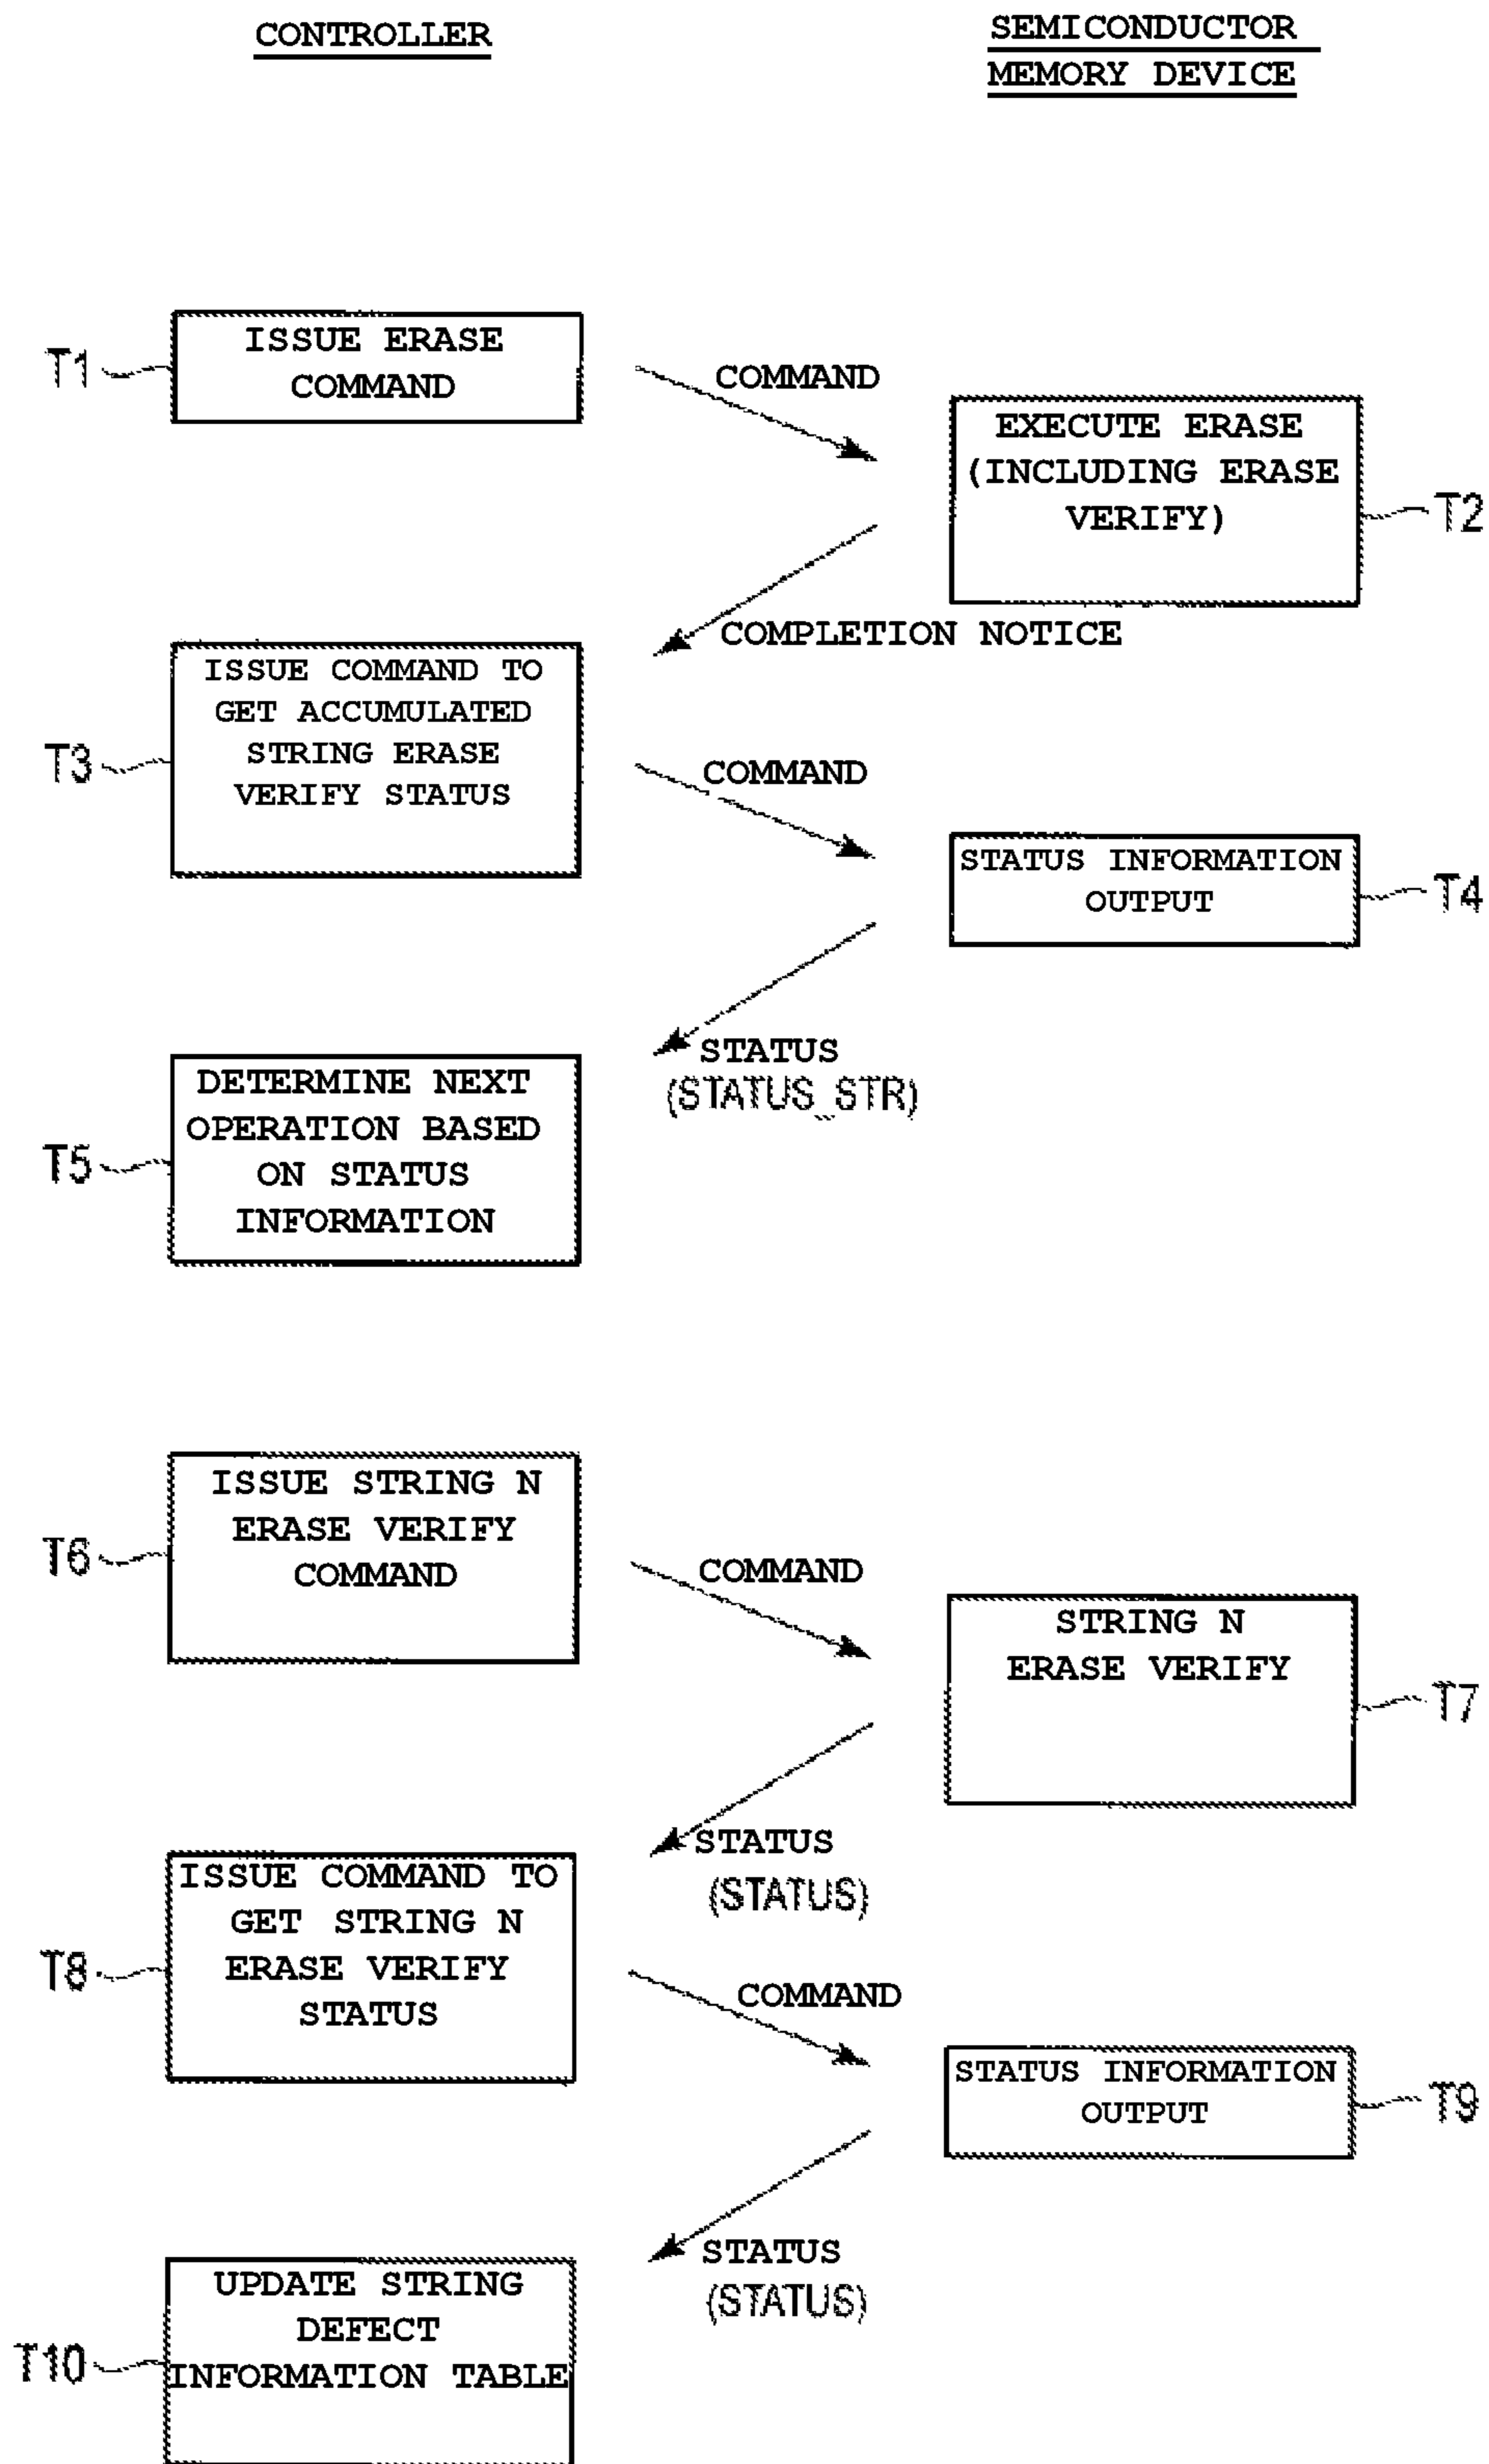 CONTROLLER
SEMICONDUCTOR
MEMORY DEVICE
T1
ISSUE ERASE
COMMAND
COMMAND
EXECUTE ERASE
(INCLUDING ERASE
VERIFY)
T2
COMPLETION NOTICE
T3
ISSUE COMMAND TO
GET ACCUMULATED
STRING ERASE
VERIFY STATUS
COMMAND
STATUS INFORMATION
OUTPUT
T4
STATUS
(STATUS_STR)
T5
DETERMINE NEXT
OPERATION BASED
ON STATUS
INFORMATION
T6
ISSUE STRING N
ERASE VERIFY
COMMAND
COMMAND
STRING N
ERASE VERIFY
T7
STATUS
(STATUS)
T8
ISSUE COMMAND TO
GET STRING N
ERASE VERIFY
STATUS
COMMAND
STATUS INFORMATION
OUTPUT
T9
STATUS
(STATUS)
T10
UPDATE STRING
DEFECT
INFORMATION TABLE